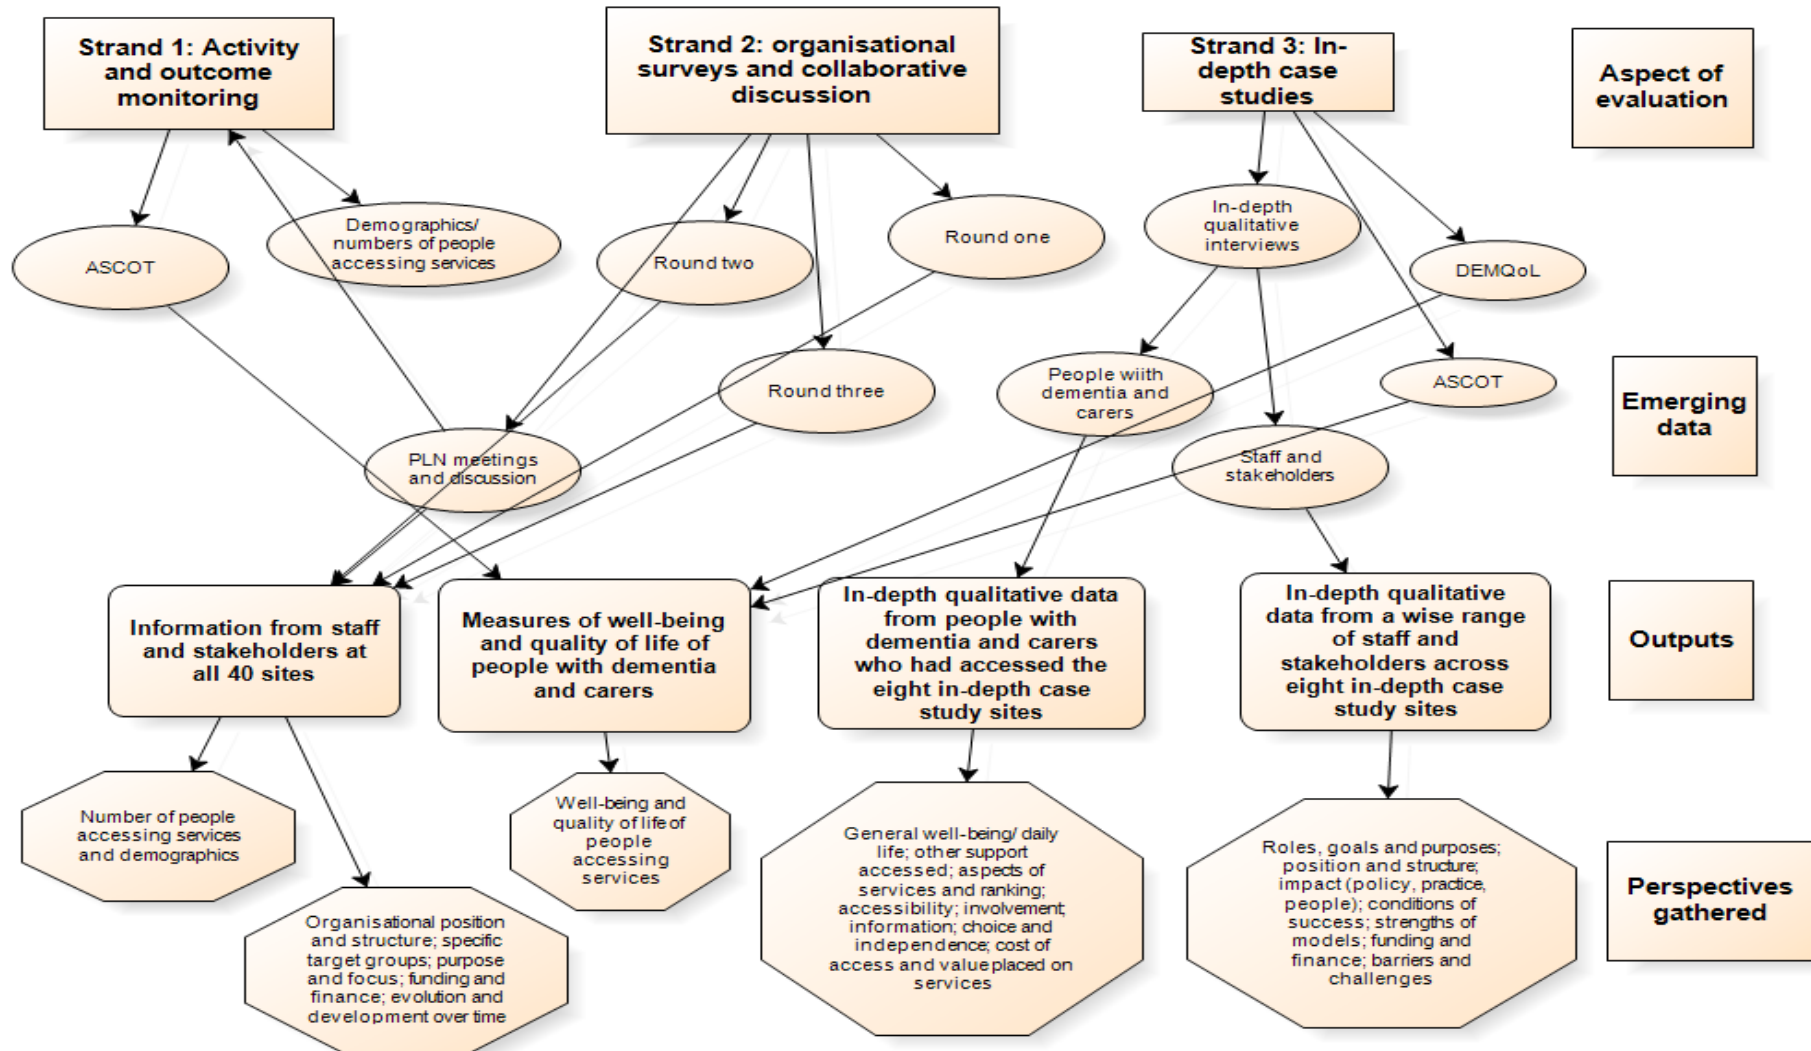 Strand 1: Activity
and outcome
monitoring
Strand 2: organisational
surveys and collaborative
discussion
Strand 3: In-
depth case
studies
Aspect of
evaluation
ASCOT
Demographics/
numbers of people
accessing services
Round two
Round one
In-depth
qualitative
interviews
DEMQoL
PLN meetings
and discussion
Round three
People wiith
dementia and
carers
Staff and
stakeholders
ASCOT
Emerging
data
Information from staff
and stakeholders at
all 40 sites
Measures of well-being
and quality of life of
people with dementia
and carers
In-depth qualitative data
from people with
dementia and carers
who had accessed the
eight in-depth case
study sites
In-depth qualitative
data from a wise range
of staff and
stakeholders across
eight in-depth case
study sites
Outputs
Number of people
accessing services
and demographics
Organisational position
and structure; specific
target groups; purpose
and focus; funding and
finance; evolution and
development over time
Well-being and
quality of life of
people
accessing
services
General well-being/ daily
life; other support
accessed; aspects of
services and ranking;
accessibility; involvement;
information; choice and
independence; cost of
access and value placed on
services
Roles, goals and purposes;
position and structure;
impact (policy, practice,
people); conditions of
success; strengths of
models; funding and
finance; barriers and
challenges
Perspectives
gathered